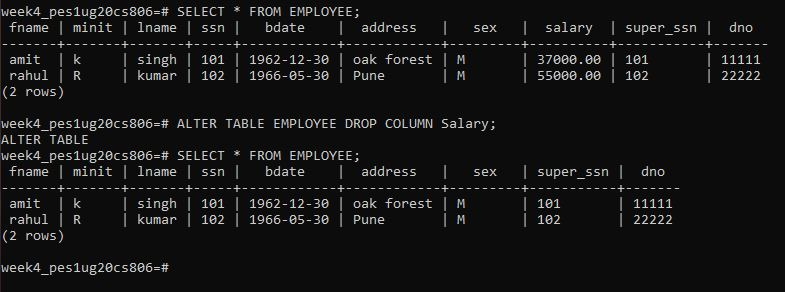 week4_pes1ug20cs806=# SELECT * FROM EMPLOYEE;
 fname | minit | lname | ssn |   bdate    |  address   |   sex   |  salary  | super_ssn |  dno
-------+-------+-------+-----+------------+------------+---------+----------+-----------+-------
 amit  | k     | singh | 101 | 1962-12-30 | oak forest | M       | 37000.00 | 101       | 11111
 rahul | R     | kumar | 102 | 1966-05-30 | Pune       | M       | 55000.00 | 102       | 22222
(2 rows)
week4_pes1ug20cs806=# ALTER TABLE EMPLOYEE DROP COLUMN Salary;
ALTER TABLE
week4_pes1ug20cs806=# SELECT * FROM EMPLOYEE;
 fname | minit | lname | ssn |   bdate    |  address   |   sex   | super_ssn |  dno
-------+-------+-------+-----+------------+------------+---------+-----------+-------
 amit  | k     | singh | 101 | 1962-12-30 | oak forest | M       | 101       | 11111
 rahul | R     | kumar | 102 | 1966-05-30 | Pune       | M       | 102       | 22222
(2 rows)
week4_pes1ug20cs806=#